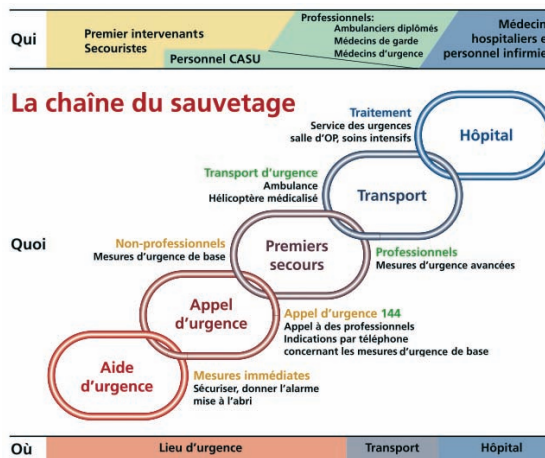 Qui
Premier intervenants
Secouristes
Personnel CASU
Professionnels:
Ambulanciers diplômés
Médecins de garde
Médecins d'urgence
Médecins
hospitaliers et
personnel infirmier
La chaîne du sauvetage
Traitement
Service des urgences
salle d'OP, soins intensifs
Hôpital
Transport d'urgence
Ambulance
Hélicoptère médicalisé
Transport
Quoi
Non-professionnels
Mesures d'urgence de base
Premiers
secours
Professionnels
Mesures d'urgence avancées
Appel
d'urgence
Appel d'urgence 144
Appel à des professionnels
Indications par téléphone
concernant les mesures d'urgence de base
Aide
d'urgence
Mesures immédiates
Sécuriser, donner l'alarme
mise à l'abri
Où
Lieu d'urgence
Transport
Hôpital